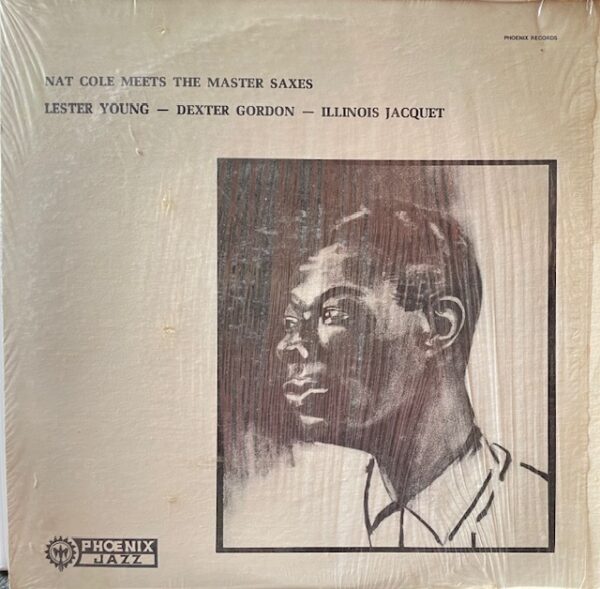 PHOENIX RECORDS
NAT COLE MEETS THE MASTER SAXES
LESTER YOUNG — DEXTER GORDON — ILLINOIS JACQUET
PHOENIX
JAZZ